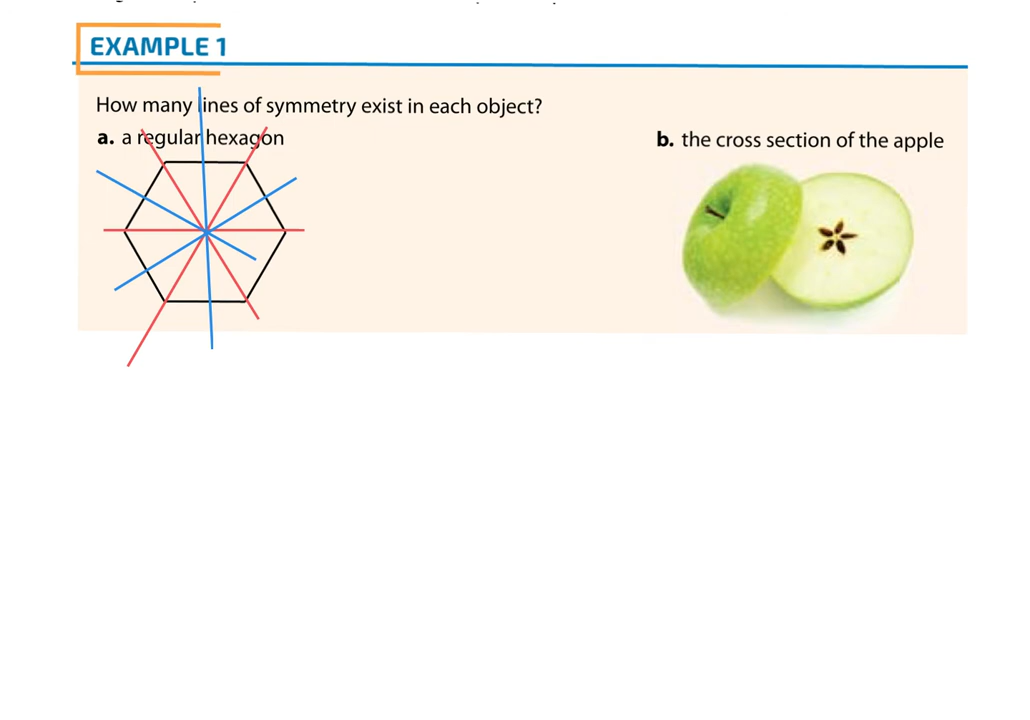 EXAMPLE 1
How many lines of symmetry exist in each object?
a. a regular hexagon
b. the cross section of the apple